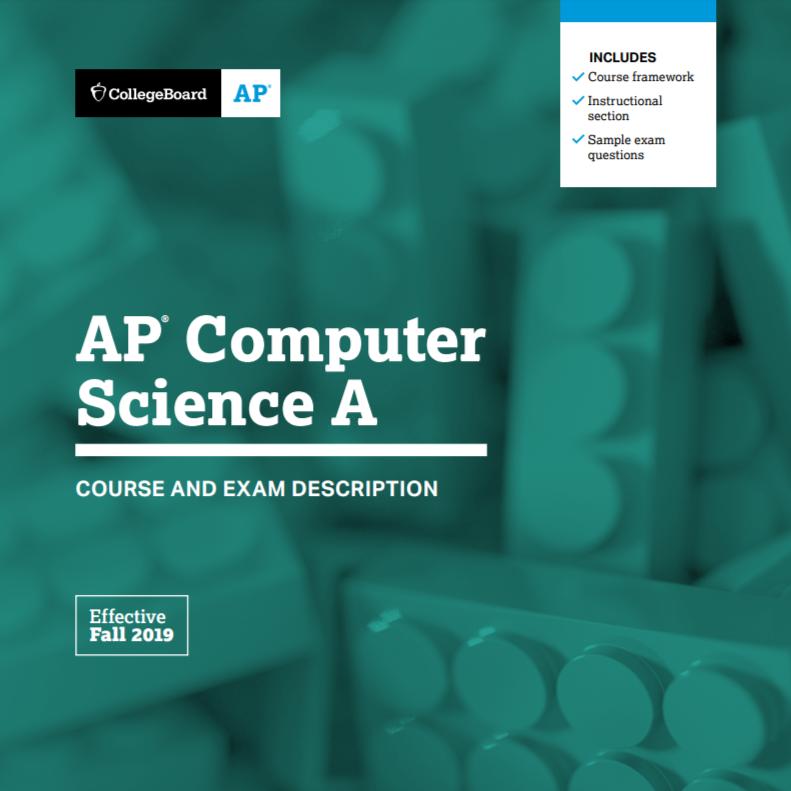 CollegeBoard
AP®
INCLUDES
Course framework
Instructional
section
Sample exam
questions
AP® Computer
Science A
COURSE AND EXAM DESCRIPTION
Effective
Fall 2019